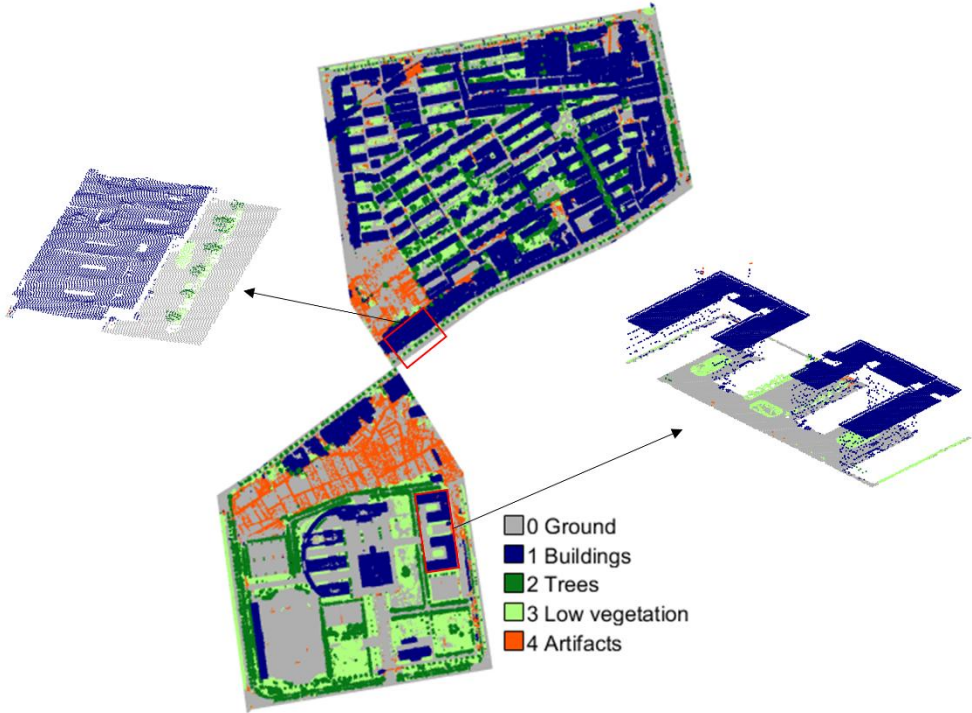 0 Ground
1 Buildings
2 Trees
3 Low vegetation
4 Artifacts